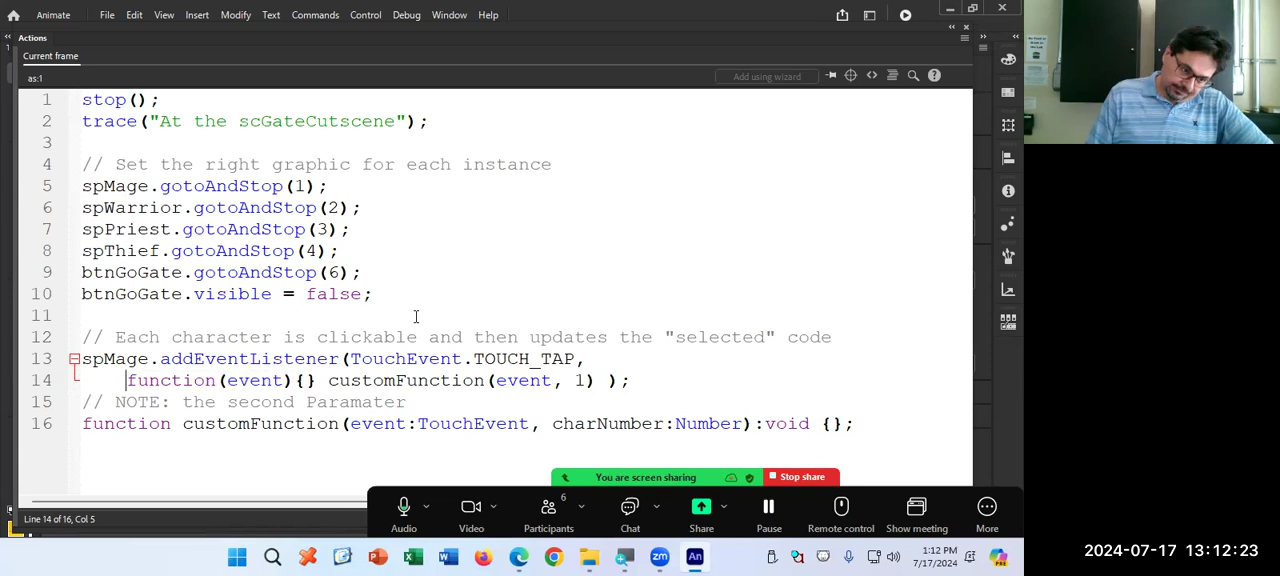 Animate File Edit View Insert Modify Text Commands Control Debug Window Help
Actions
Current frame
as:1
Add using wizard
1 stop();
2 trace("At the scGateCutscene");
3
4 // Set the right graphic for each instance
5 spMage.gotoAndStop(1);
6 spWarrior.gotoAndStop(2);
7 spPriest.gotoAndStop(3);
8 spThief.gotoAndStop(4);
9 btnGoGate.gotoAndStop(6);
10 btnGoGate.visible = false;
11
12 // Each character is clickable and then updates the "selected" code
13 spMage.addEventListener(TouchEvent.TOUCH_TAP,
14 function(event){} customFunction(event, 1) );
15 // NOTE: the second Paramater
16 function customFunction(event:TouchEvent, charNumber:Number):void {};
You are screen sharing Stop share
6
Audio Video Participants Chat Share Pause Remote control Show meeting More
Line 14 of 16, Col 5
zm An
1:12 PM
7/17/2024
PRE
2024-07-17 13:12:23